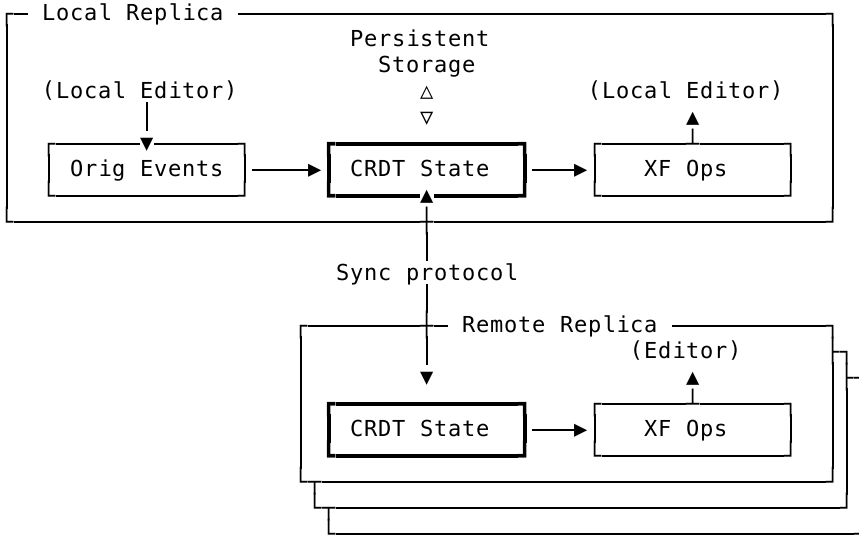 Local Replica
Persistent
Storage
(Local Editor)
(Local Editor)
Orig Events
CRDT State
XF Ops
Sync protocol
Remote Replica
(Editor)
CRDT State
XF Ops